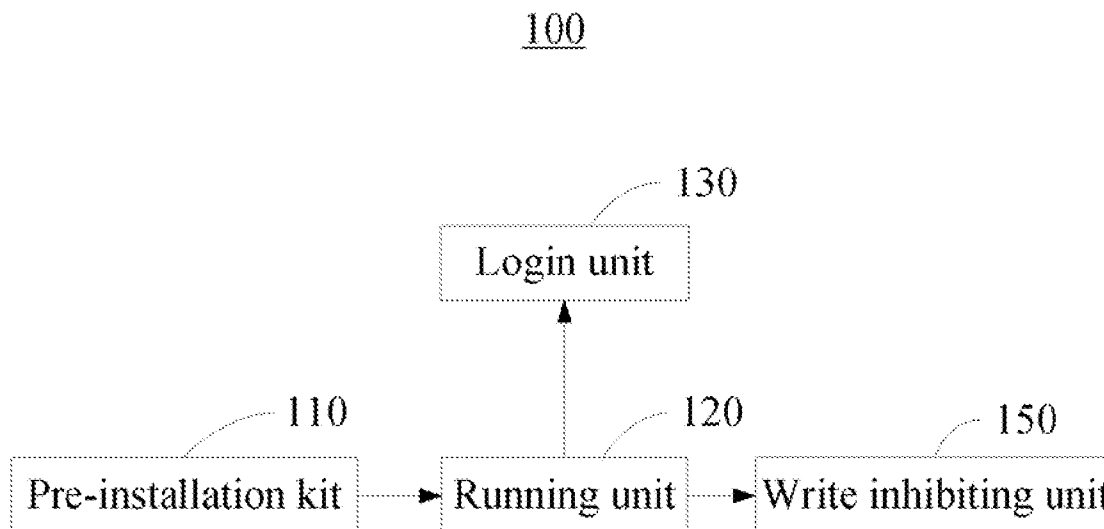 100
130
Login unit
110
120
150
Pre-installation kit
Running unit
Write inhibiting unit